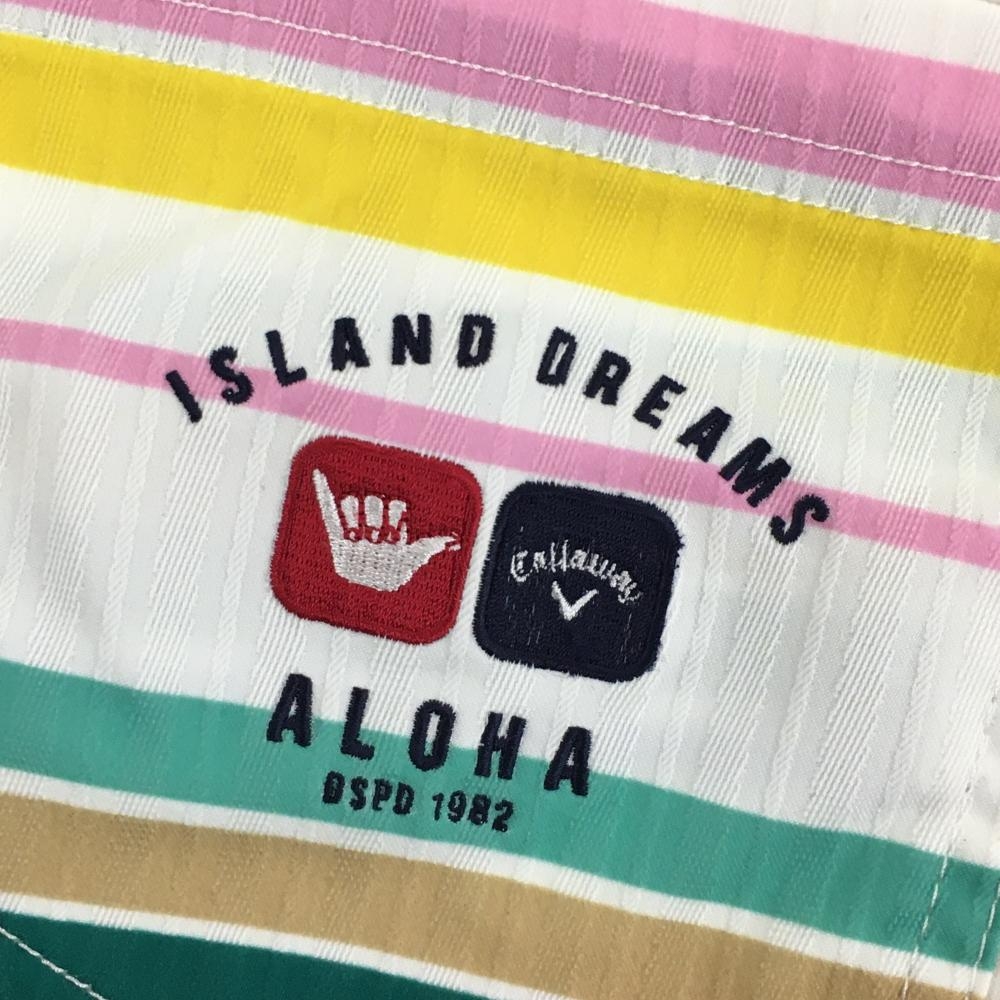 ISLAND DREAMS
Callaway
ALOHA
DSPD 1982